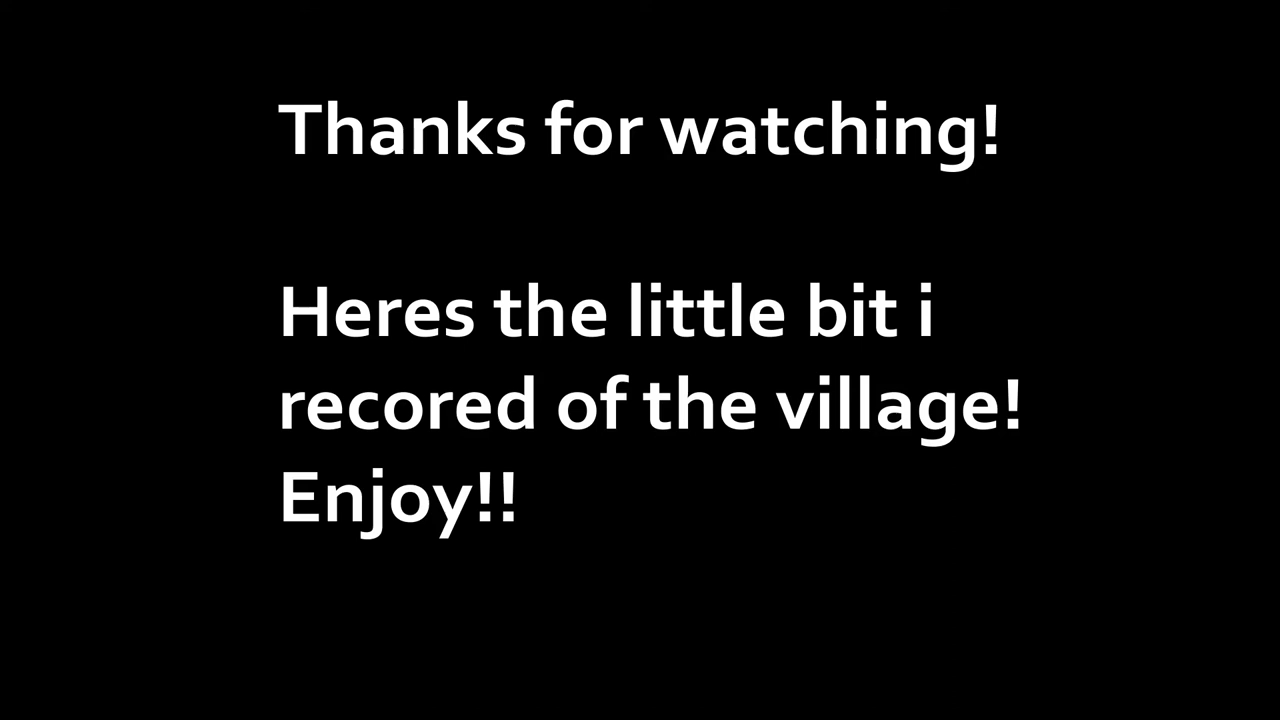 Thanks for watching!
Heres the little bit i
recored of the village!
Enjoy!!